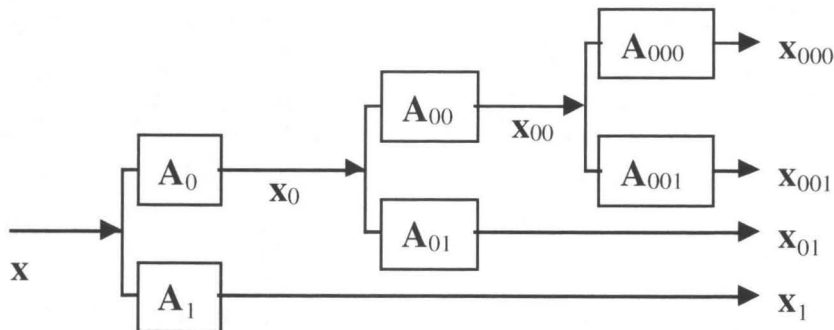 A₀₀₀ x₀₀₀
A₀₀ x₀₀
A₀ x₀ A₀₀₁ x₀₀₁
A₀₁ x₀₁
x A₁ x₁